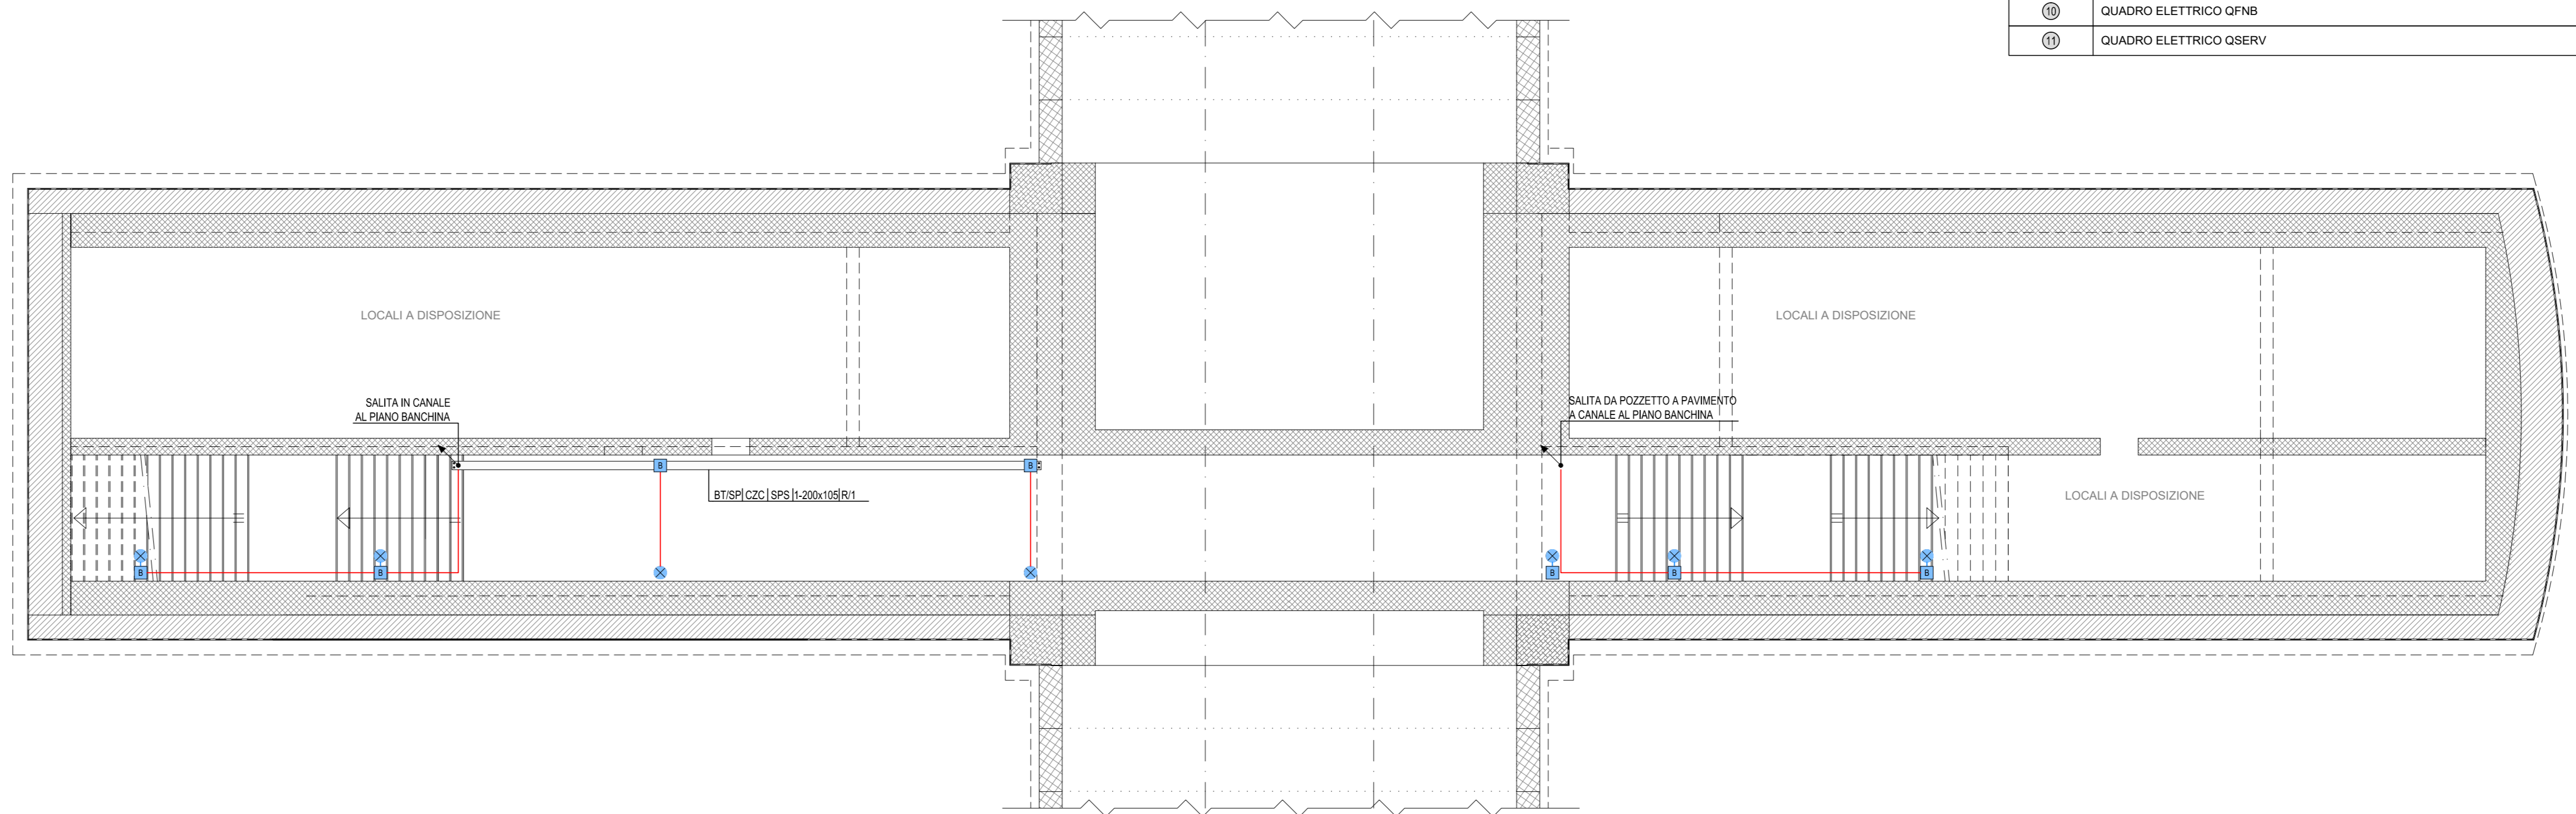 10 QUADRO ELETTRICO QFNB
11 QUADRO ELETTRICO QSERV
LOCALI A DISPOSIZIONE
LOCALI A DISPOSIZIONE
SALITA IN CANALE
AL PIANO BANCHINA
SALITA DA POZZETTO A PAVIMENTO
A CANALE AL PIANO BANCHINA
B
B
BT/SP|CZC|SPS|1-200x105|R/1
LOCALI A DISPOSIZIONE
B
B
B
B
B